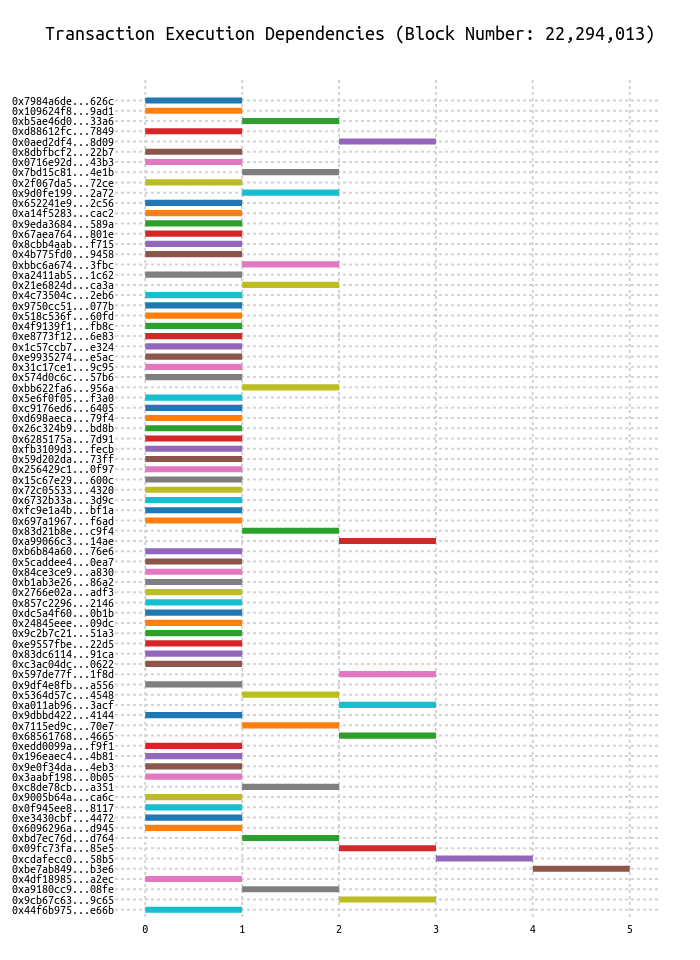 Transaction Execution Dependencies (Block Number: 22,294,013)
0x7984a6de...626c
0x109624f8...9ad1
0xb5ae46d0...33a6
0xd88612fc...7849
0x0aed2df4...8d09
0x8dbfbcf2...22b7
0x0716e92d...43b3
0x7bd15c81...4e1b
0x2f067da5...72ce
0x9d0fe199...2a72
0x652241e9...2c56
0xa14f5283...cac2
0x9eda3684...589a
0x67aea764...801e
0x8cbb4aab...f715
0x4b775fd0...9458
0xbbc6a674...3fbc
0xa2411ab5...1c62
0x21e6824d...ca3a
0x4c73504c...2eb6
0x9750cc51...077b
0x518c536f...60fd
0x4f9139f1...fb8c
0xe8773f12...6e83
0x1c57ccb7...e324
0xe9935274...e5ac
0x31c17ce1...9c95
0x574d0c6c...57b6
0xbb622fa6...956a
0x5e6f0f05...f3a0
0xc9176ed6...6405
0xd698aeca...79f4
0x26c324b9...bd8b
0x6285175a...7d91
0xfb3109d3...fecb
0x59d202da...73ff
0x256429c1...0f97
0x15c67e29...600c
0x72c05533...4320
0x6732b33a...3d9c
0xfc9e1a4b...bf1a
0x697a1967...f6ad
0x83d21b8e...c9f4
0xa99066c3...14ae
0xb6b84a60...76e6
0x5caddee4...0ea7
0x84ce3ce9...a830
0xb1ab3e26...86a2
0x2766e02a...adf3
0x857c2296...2146
0xdc5a4f60...0b1b
0x24845eee...09dc
0x9c2b7c21...51a3
0xe9557fbe...22d5
0x83dc6114...91ca
0xc3ac04dc...0622
0x597de77f...1f8d
0x9df4e8fb...a556
0x5364d57c...4548
0xa011ab96...3acf
0x9dbbd422...4144
0x7115ed9c...70e7
0x68561768...4665
0xedd0099a...f9f1
0x196eaec4...4b81
0x9e0f34da...4eb3
0x3aabf198...0b05
0xc8de78cb...a351
0x9005b64a...ca6c
0x0f945ee8...8117
0xe3430cbf...4472
0x6096296a...d945
0xbd7ec76d...d764
0x09fc73fa...85e5
0xcdafecc0...58b5
0xbe7ab849...b3e6
0x4df18985...a2ec
0xa9180cc9...08fe
0x9cb67c63...9c65
0x44f6b975...e66b
0 1 2 3 4 5